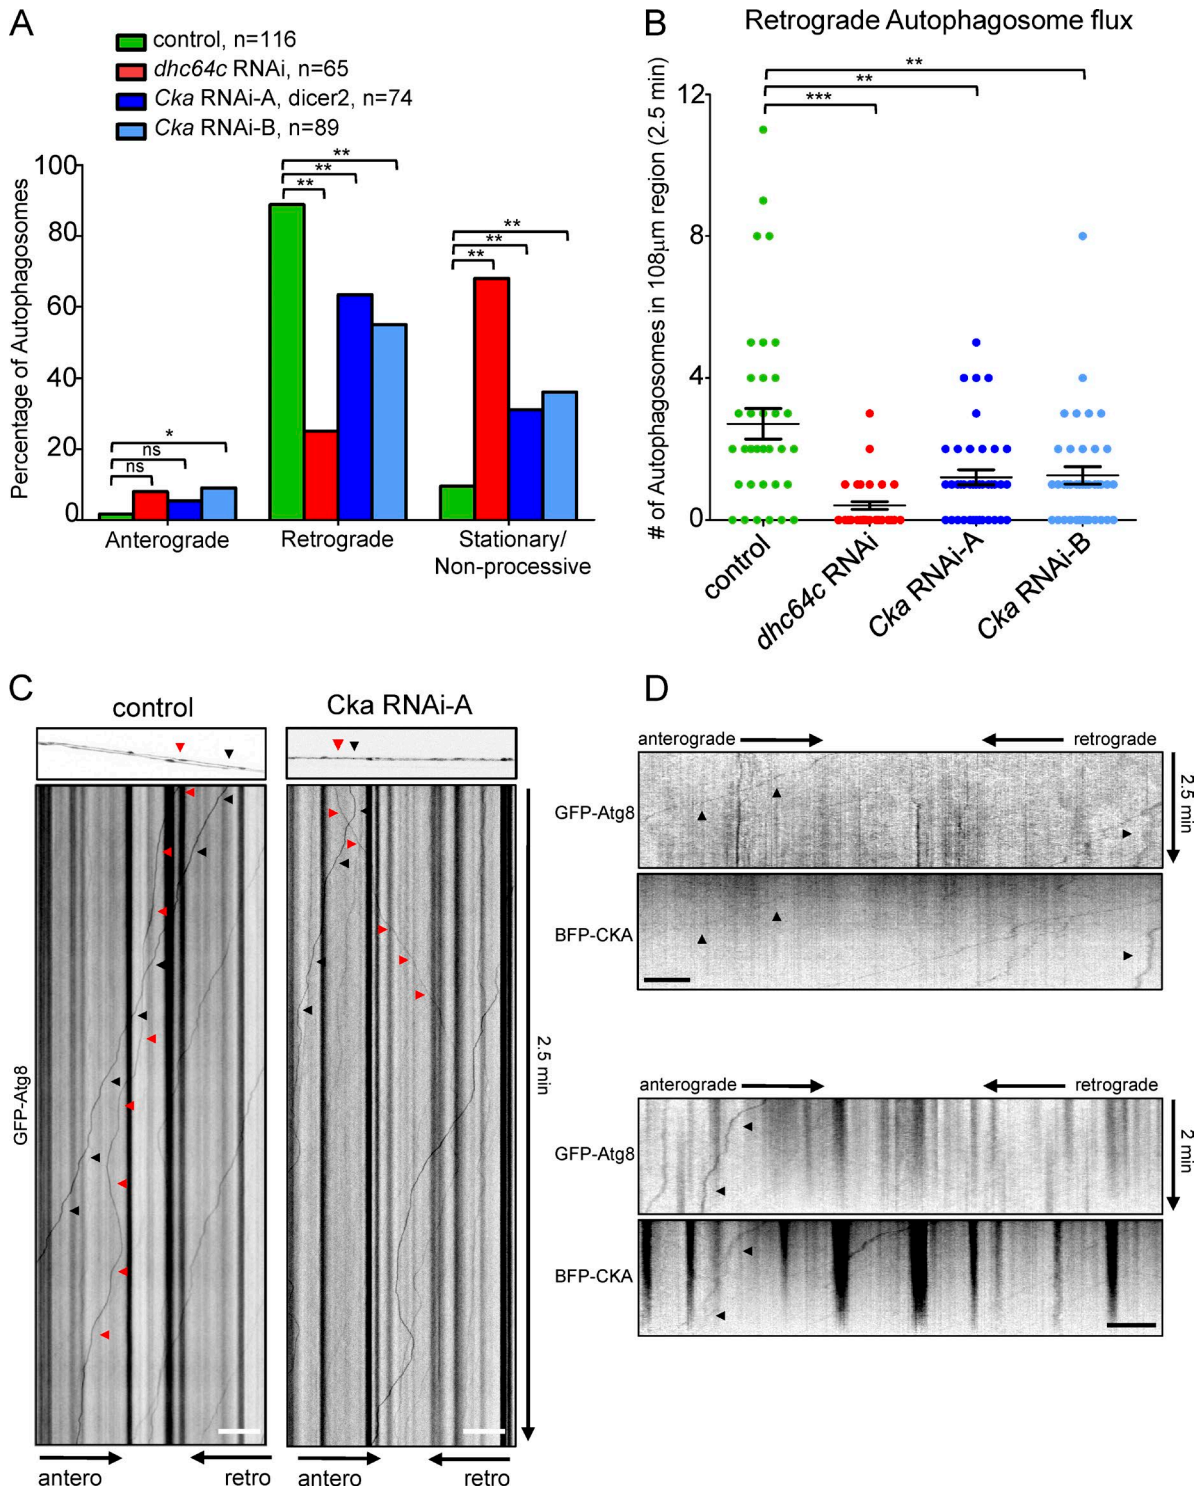 A
control, n=116
dhc64c RNAi, n=65
Cka RNAi-A, dicer2, n=74
Cka RNAi-B, n=89
Percentage of Autophagosomes
100
80
60
40
20
0
ns
ns
*
**
**
**
**
**
**
Anterograde
Retrograde
Stationary/
Non-processive
B
Retrograde Autophagosome flux
# of Autophagosomes in 108µm region (2.5 min)
12
8
4
0
**
**
***
control
dhc64c RNAi
Cka RNAi-A
Cka RNAi-B
C
control
Cka RNAi-A
GFP-Atg8
2.5 min
antero
retro
antero
retro
D
anterograde
retrograde
GFP-Atg8
2.5 min
BFP-CKA
anterograde
retrograde
GFP-Atg8
2 min
BFP-CKA